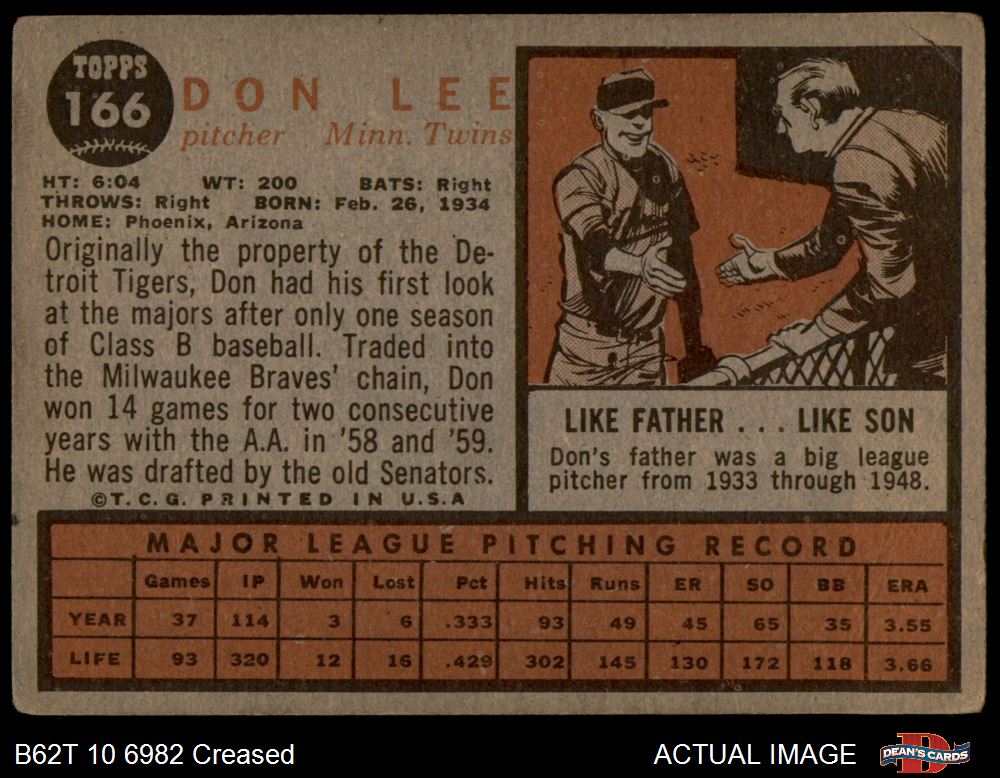 TOPPS
166
DON LEE
pitcher Minn. Twins
HT: 6:04 WT: 200 BATS: Right
THROWS: Right BORN: Feb. 26, 1934
HOME: Phoenix, Arizona
Originally the property of the De-
troit Tigers, Don had his first look
at the majors after only one season
of Class B baseball. Traded into
the Milwaukee Braves' chain, Don
won 14 games for two consecutive
years with the A.A. in '58 and '59.
He was drafted by the old Senators.
©T.C.G. PRINTED IN U.S.A
LIKE FATHER . . . LIKE SON
Don's father was a big league
pitcher from 1933 through 1948.
MAJOR LEAGUE PITCHING RECORD
Games IP Won Lost Pct Hits Runs ER SO BB ERA
YEAR 37 114 3 6 .333 93 49 45 65 35 3.55
LIFE 93 320 12 16 .429 302 145 130 172 118 3.66
B62T 10 6982 Creased
ACTUAL IMAGE
DEAN'S CARDS